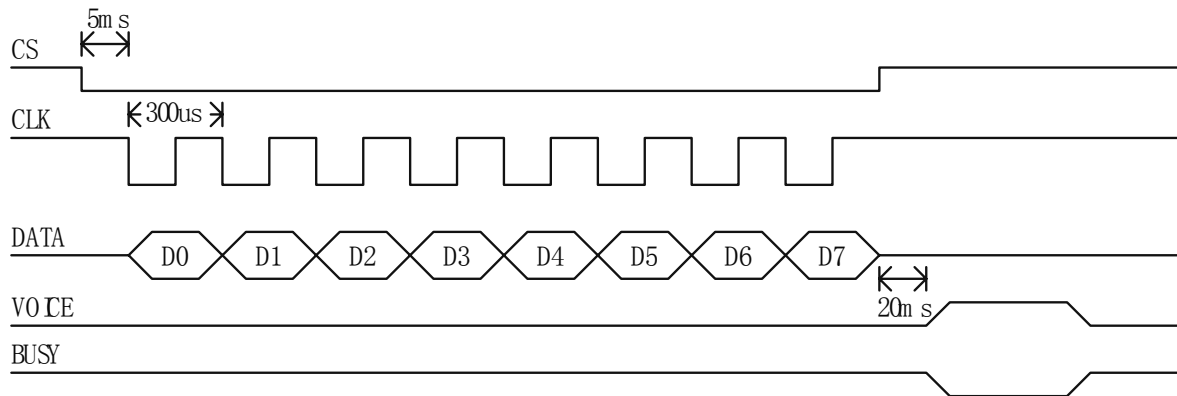 5ms
CS
300us
CLK
DATA
D0 D1 D2 D3 D4 D5 D6 D7
20ms
VOICE
BUSY